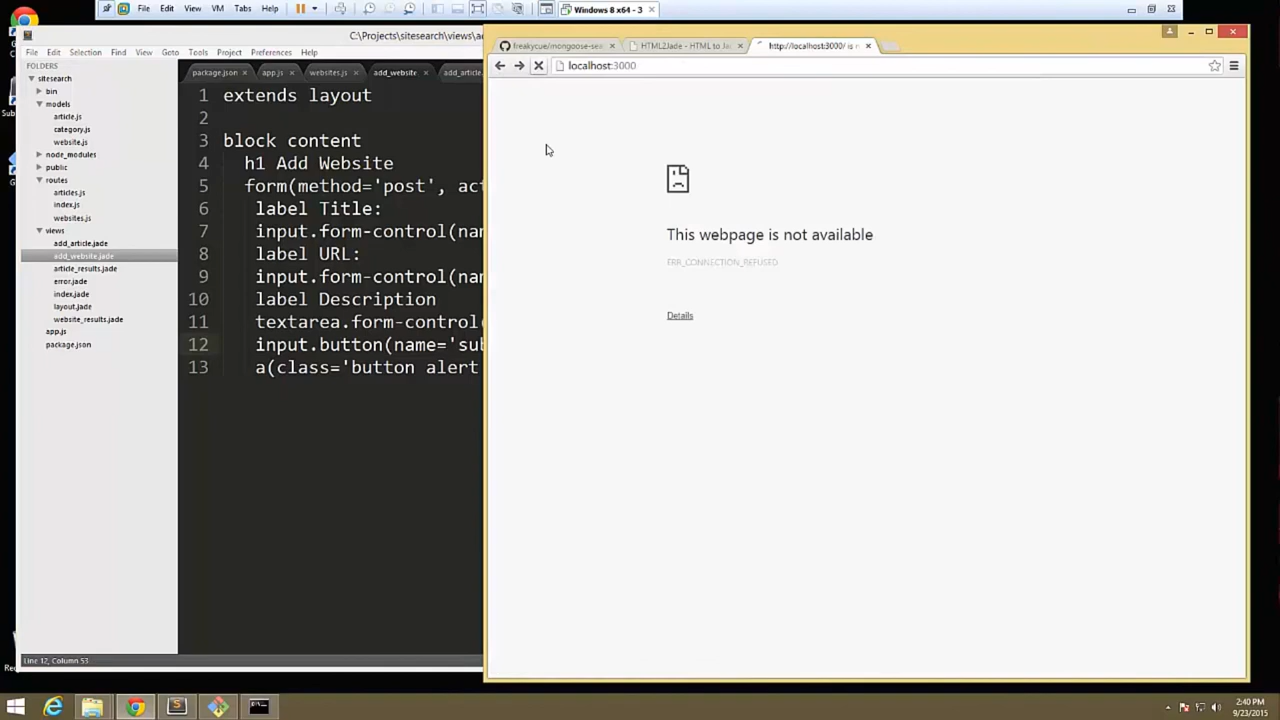 File Edit View VM Tabs Help
Windows 8 x64 - 3
C:\Projects\sitesearch\views\a
File Edit Selection Find View Goto Tools Project Preferences Help
FOLDERS
sitesearch
bin
models
article.js
category.js
website.js
node_modules
public
routes
articles.js
index.js
websites.js
views
add_article.jade
add_website.jade
article_results.jade
error.jade
index.jade
layout.jade
website_results.jade
app.js
package.json
package.json
app.js
websites.js
add_website
add_article.
1 extends layout
2
3 block content
4 h1 Add Website
5 form(method='post', act
6 label Title:
7 input.form-control(nam
8 label URL:
9 input.form-control(nam
10 label Description
11 textarea.form-control(
12 input.button(name='sub
13 a(class='button alert
Line 12, Column 53
freakycue/mongoose-sea
HTML2Jade - HTML to Ja
http://localhost:3000/ is n
localhost:3000
This webpage is not available
ERR_CONNECTION_REFUSED
Details
2:40 PM
9/23/2015